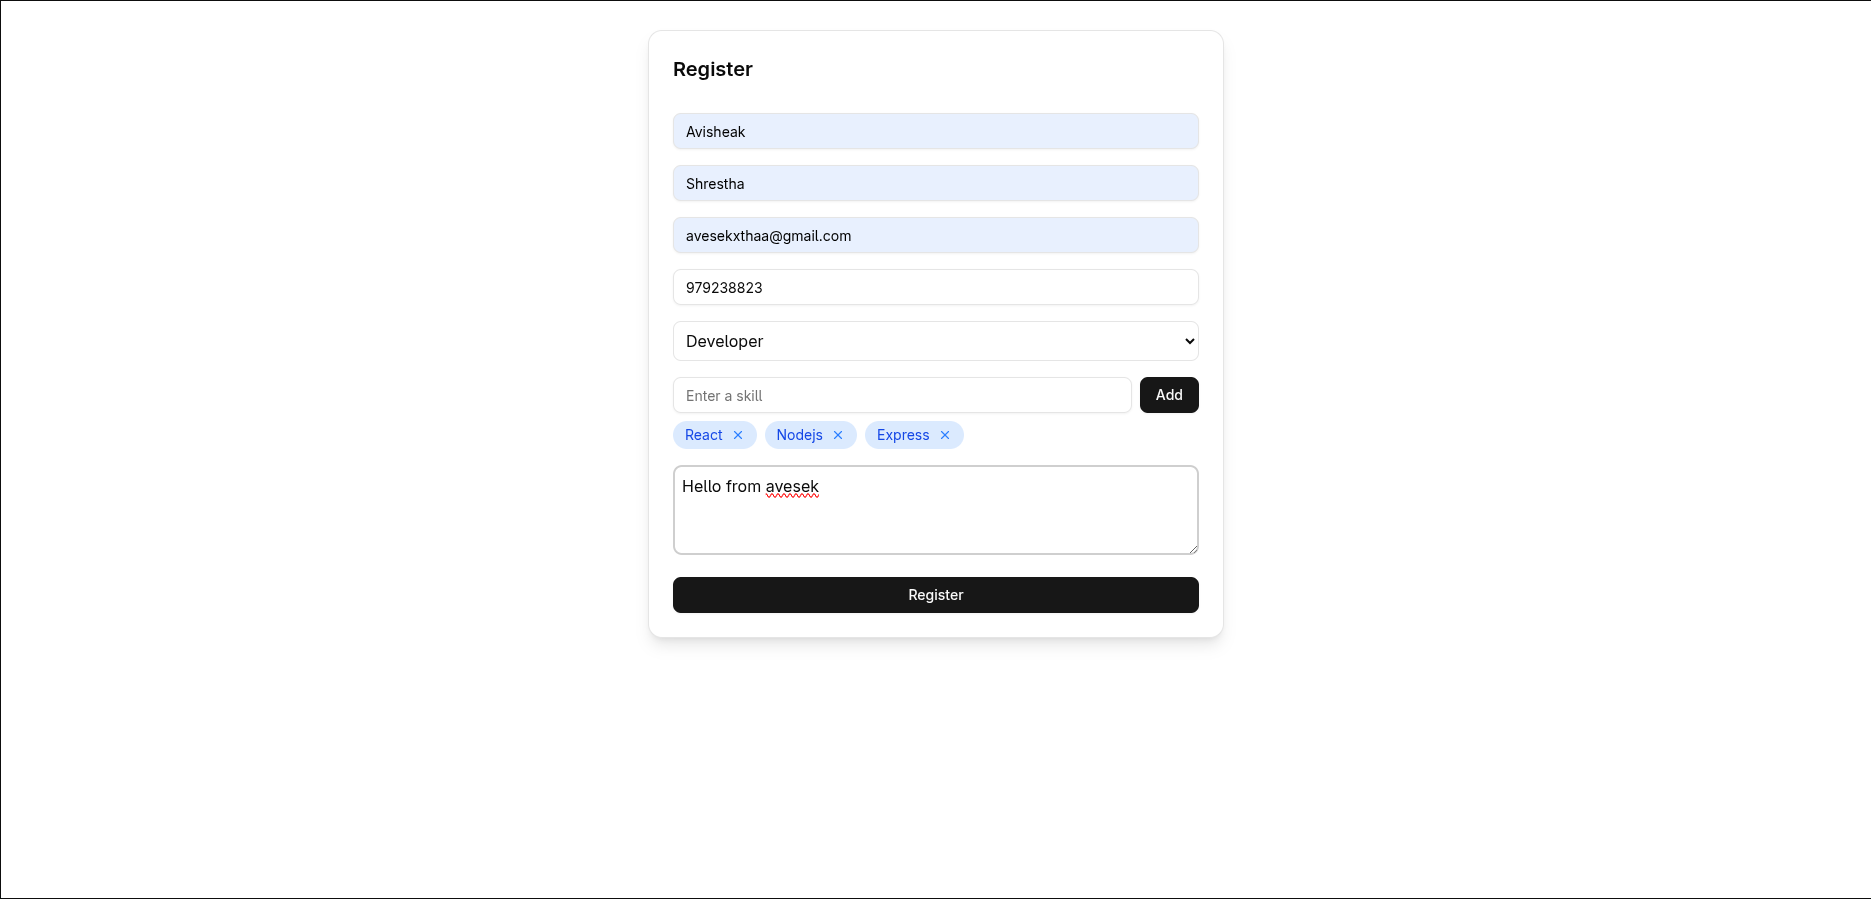 Register
Avisheak
Shrestha
avesekxthaa@gmail.com
979238823
Developer
Enter a skill Add
React Nodejs Express
Hello from avesek
Register